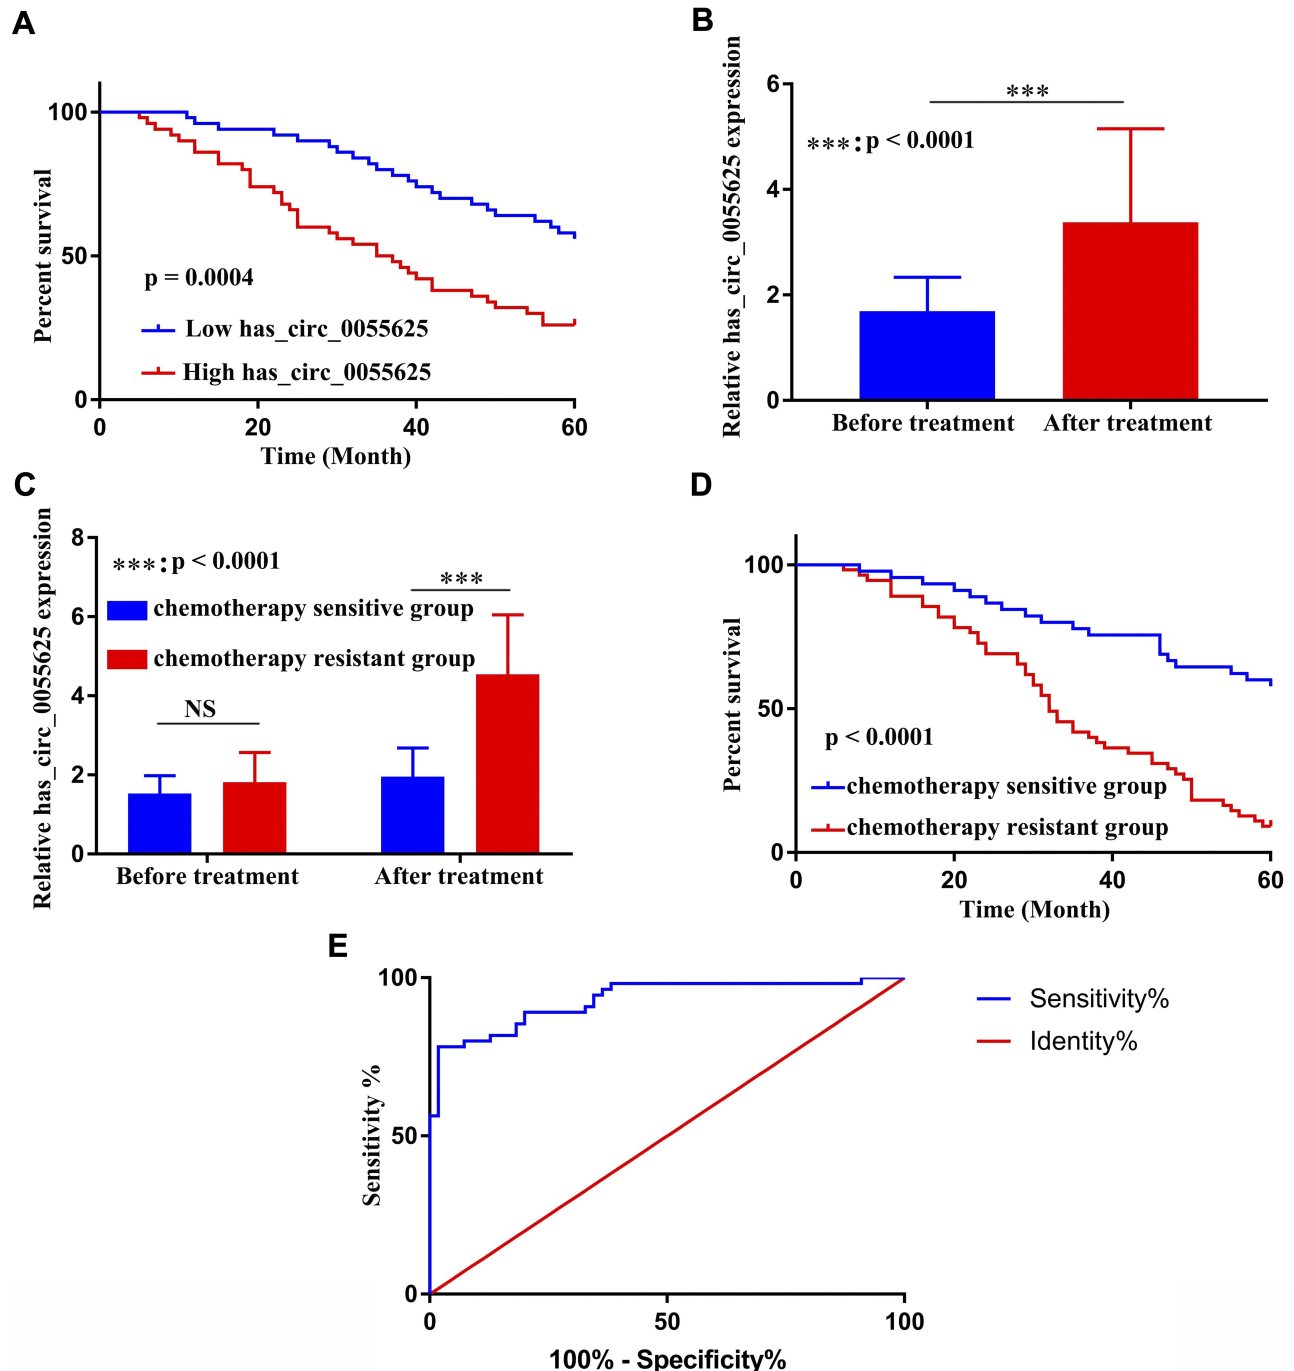 A
Percent survival
100
50
0
p = 0.0004
Low has_circ_0055625
High has_circ_0055625
0 20 40 60
Time (Month)
B
Relative has_circ_0055625 expression
6
4
2
0
***
***: p < 0.0001
Before treatment After treatment
C
Relative has_circ_0055625 expression
8
6
4
2
0
***: p < 0.0001
chemotherapy sensitive group
chemotherapy resistant group
NS
***
Before treatment After treatment
D
Percent survival
100
50
0
p < 0.0001
chemotherapy sensitive group
chemotherapy resistant group
0 20 40 60
Time (Month)
E
Sensitivity %
100
50
0
Sensitivity%
Identity%
0 50 100
100% - Specificity%